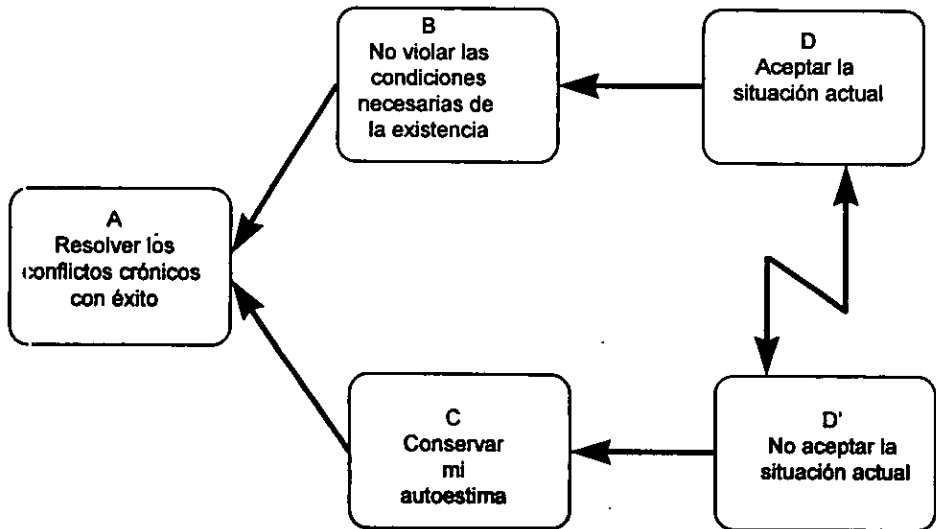 A
Resolver los
conflictos crónicos
con éxito
B
No violar las
condiciones
necesarias de
la existencia
C
Conservar
mi
autoestima
D
Aceptar la
situación actual
D'
No aceptar la
situación actual